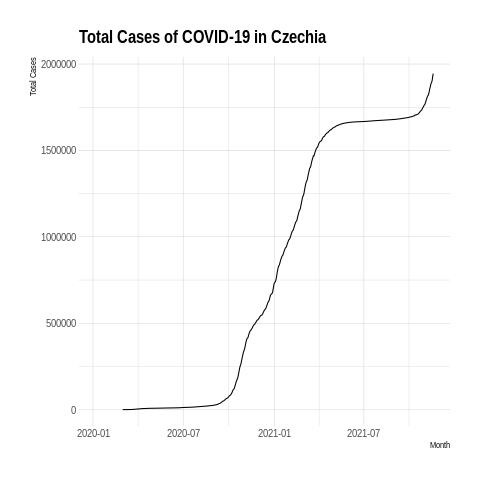 Total Cases of COVID-19 in Czechia
Total Cases
2000000
1500000
1000000
500000
0
2020-01 2020-07 2021-01 2021-07
Month